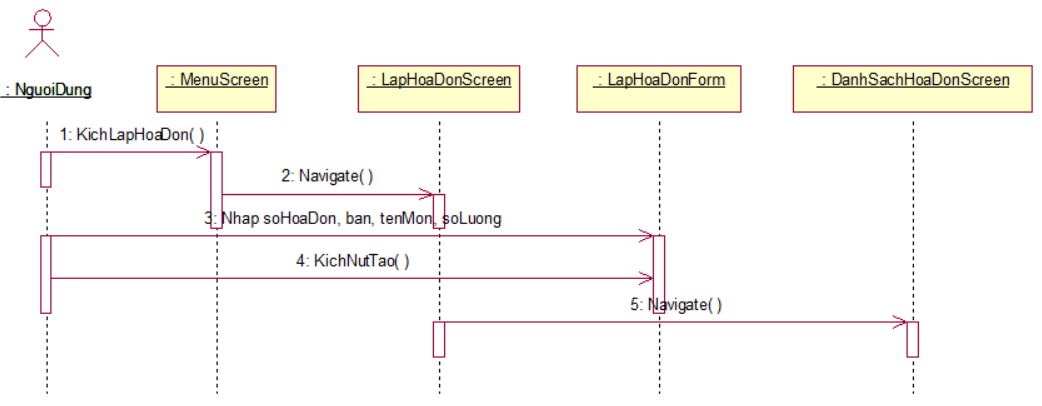 : NguoiDung
: MenuScreen
: LapHoaDonScreen
: LapHoaDonForm
: DanhSachHoaDonScreen
1: KichLapHoaDon( )
2: Navigate( )
3: Nhap soHoaDon, ban, tenMon, soLuong
4: KichNutTao( )
5: Navigate( )